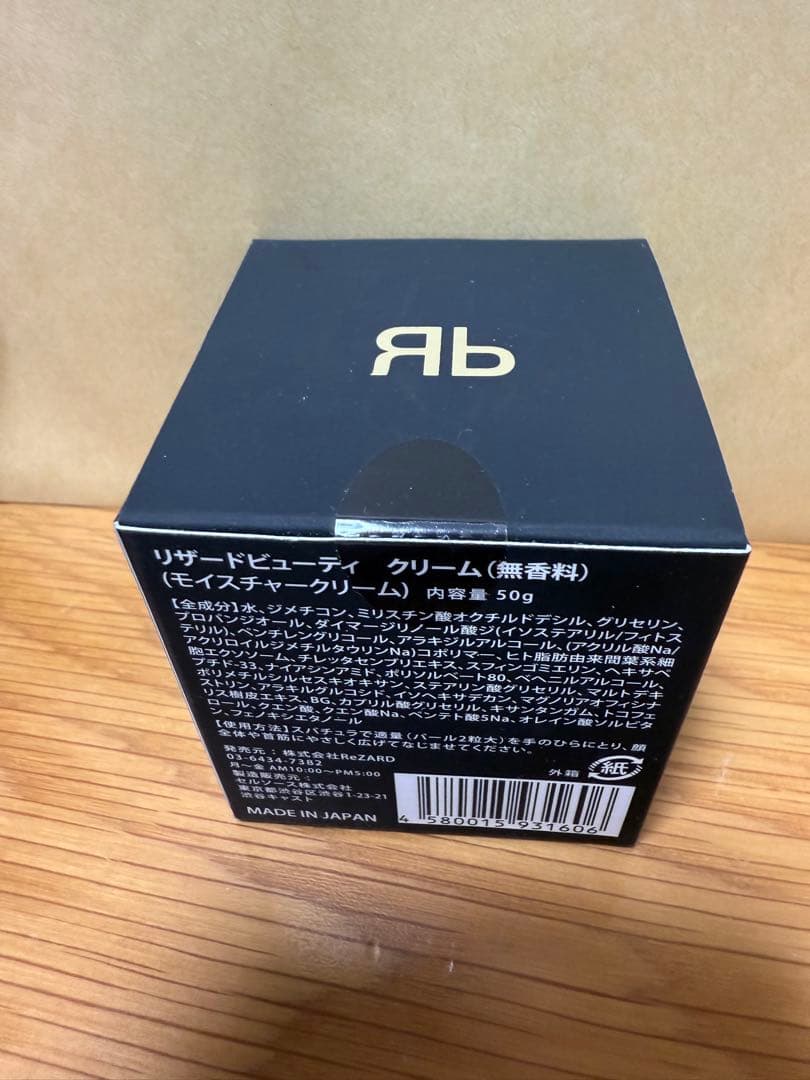 Rb
リザードビューティ　クリーム（無香料）
(モイスチャークリーム)　内容量 50g
【全成分】水、ジメチコン、ミリスチン酸オクチルドデシル、グリセリン、
プロパンジオール、ダイマージリノール酸ジ(イソステアリル/フィトス
テリル)、ペンチレングリコール、アラキジルアルコール、(アクリル酸Na/
アクリロイルジメチルタウリンNa)コポリマー、ヒト脂肪由来間葉系細
胞エクソソーム、チレッタセンブリエキス、スフィンゴミエリン、ヘキサペ
プチド-33、ナイアシンアミド、ポリソルベート80、ベヘニルアルコール、
ポリメチルシルセスキオキサン、ステアリン酸グリセリル、マルトデキ
ストリン、アラキルグルコシド、イソヘキサデカン、マグノリアオフィシナ
リス樹皮エキス、BG、カプリル酸グリセリル、キサンタンガム、トコフェ
ロール、クエン酸、クエン酸Na、ペンテト酸5Na、オレイン酸ソルビタ
ン、フェノキシエタノール
【使用方法】スパチュラで適量（パール2粒大）を手のひらにとり、顔
全体や首筋にやさしく広げてなじませてください。
発売元：株式会社ReZARD
03-6434-7382
月～金 AM10:00～PM5:00
製造販売元：
セルソース株式会社
東京都渋谷区渋谷1-23-21
渋谷キャスト
MADE IN JAPAN
外箱 紙
4 580015 931606